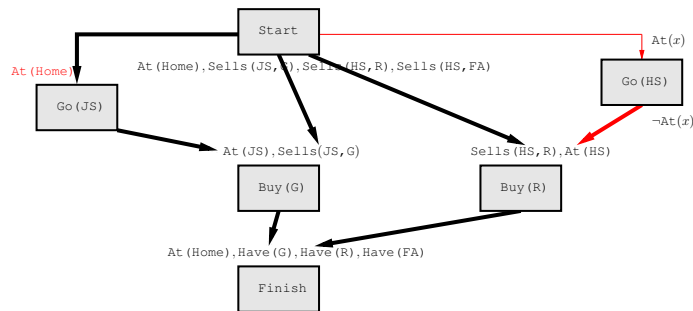 Start
At(x)
At(Home),Sells(JS,G),Sells(HS,R),Sells(HS,FA)
At(Home)
Go(HS)
Go(JS)
¬At(x)
At(JS),Sells(JS,G)
Sells(HS,R),At(HS)
Buy(G)
Buy(R)
At(Home),Have(G),Have(R),Have(FA)
Finish